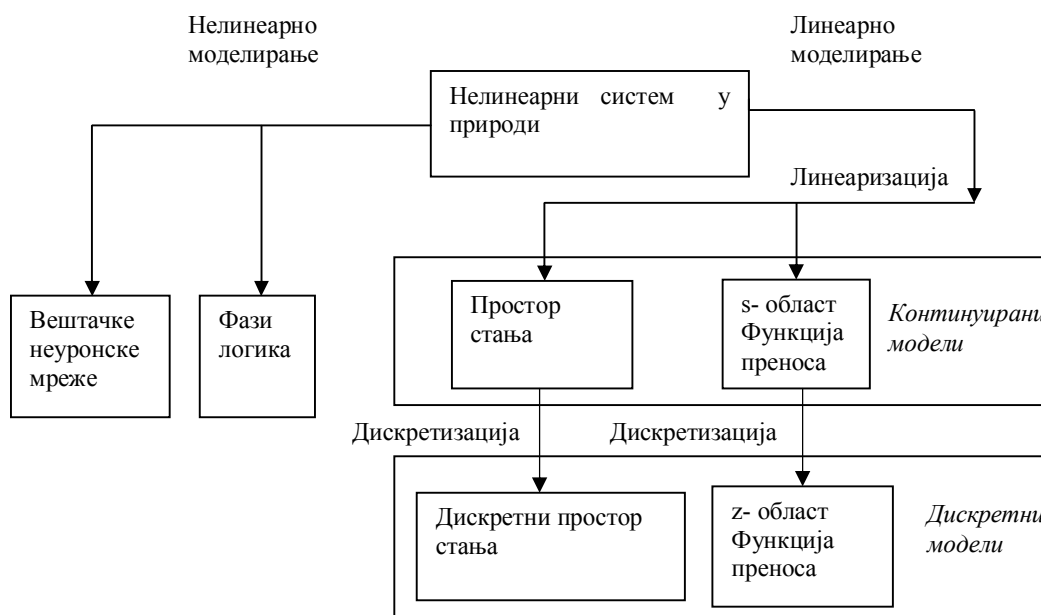 Нелинеарно
моделирање
Линеарно
моделирање
Нелинеарни систем у
природи
Линеаризација
Вештачке
неуронске
мреже
Фази
логика
Простор
стања
s- област
Функција
преноса
Континуирани
модели
Дискретизација
Дискретизација
Дискретни простор
стања
z- област
Функција
преноса
Дискретни
модели